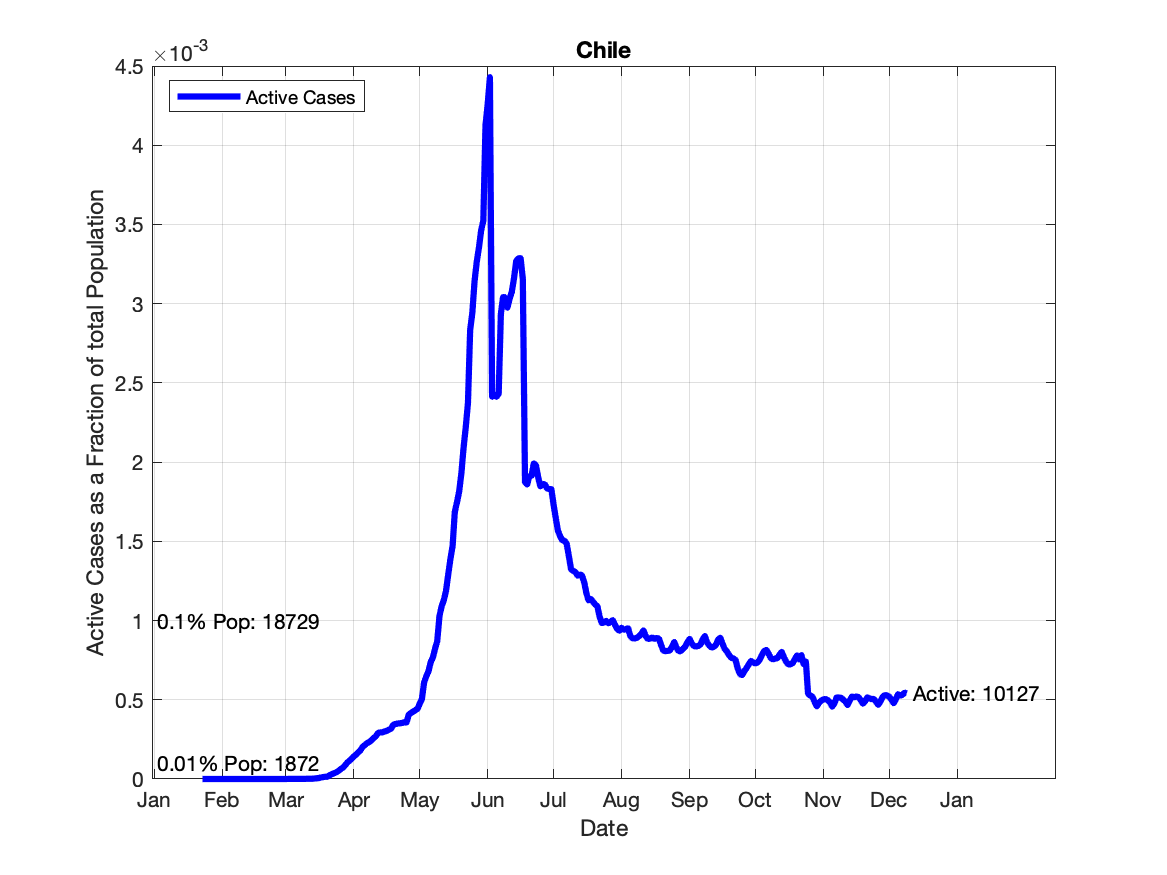 Chile
×10-3
Active Cases
4.5
4
3.5
3
2.5
2
1.5
1
0.5
0
Active Cases as a Fraction of total Population
0.1% Pop: 18729
0.01% Pop: 1872
Active: 10127
Jan Feb Mar Apr May Jun Jul Aug Sep Oct Nov Dec Jan
Date